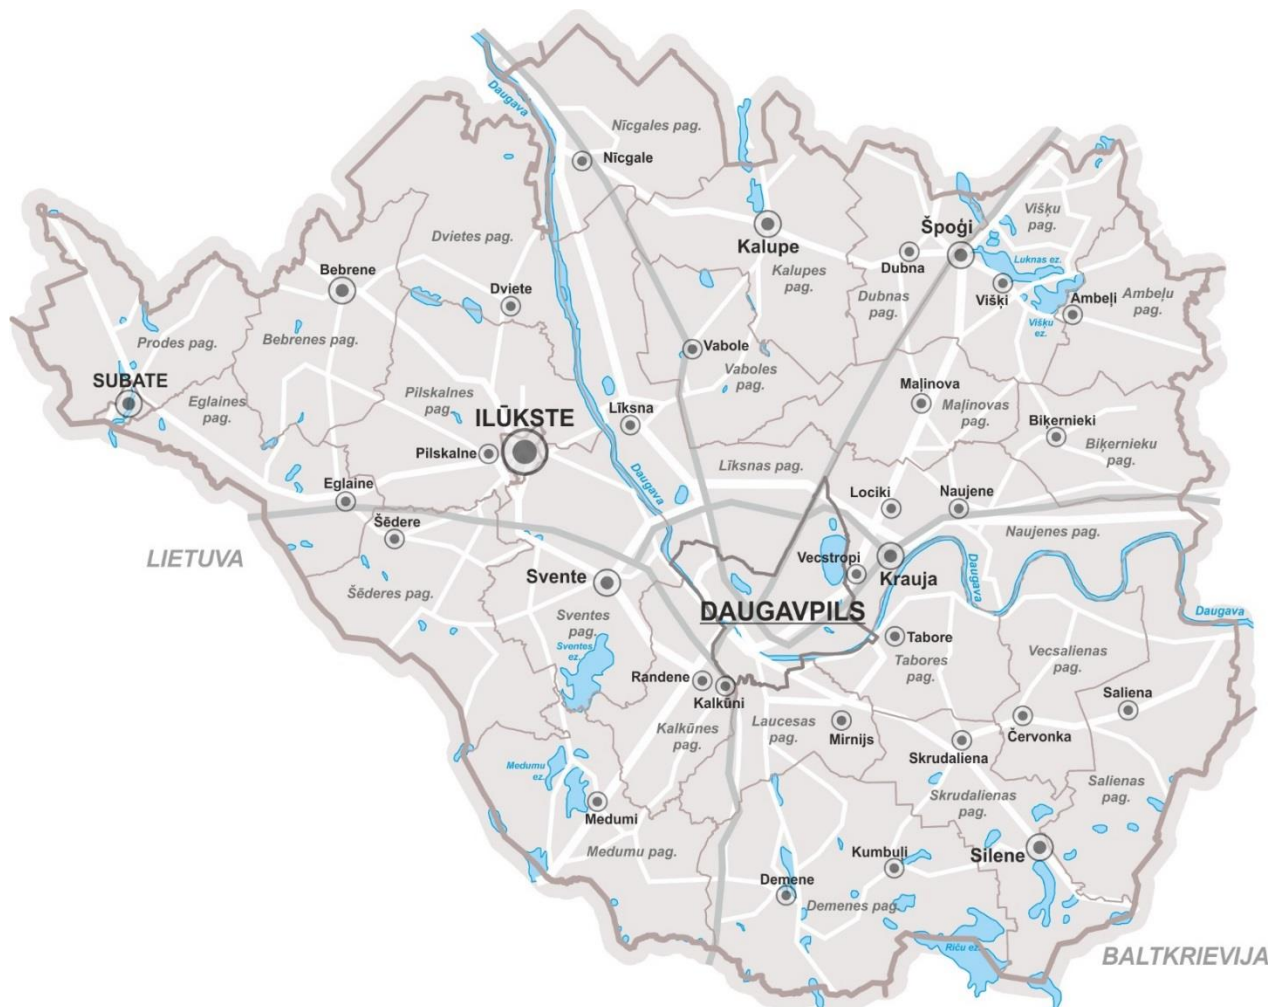 Daugava
Nīcgales pag.
Nīcgale
Dvietes pag.
Kalupe
Kalupes
pag.
Špoģi
Višķu
pag.
Dubna
Dubnas
pag.
Luknas ez.
Višķi
Višķu
ez.
Ambeļi
Ambeļu
pag.
Bebrene
Bebrenes pag.
Dviete
Prodes pag.
SUBATE
Eglaines
pag.
Pilskalnes
pag.
ILŪKSTE
Pilskalne
Līksna
Vabole
Vaboles
pag.
Maļinova
Maļinovas
pag.
Biķernieki
Biķernieku
pag.
Līksnas pag.
Daugava
Eglaine
Šēdere
Šēderes pag.
LIETUVA
Lociki
Naujene
Naujenes pag.
Vecstropi
Krauja
Daugava
Daugava
Svente
Sventes
pag.
Sventes
ez.
DAUGAVPILS
Tabore
Tabores
pag.
Vecsalienas
pag.
Randene
Kalkūni
Kalkūnes
pag.
Laucesas
pag.
Mirnijs
Skrudaliena
Červonka
Saliena
Salienas
pag.
Skrudalienas
pag.
Medumu
ez.
Medumi
Medumu pag.
Demene
Kumbuļi
Demenes pag.
Silene
Riču ez.
BALTKRIEVIJA